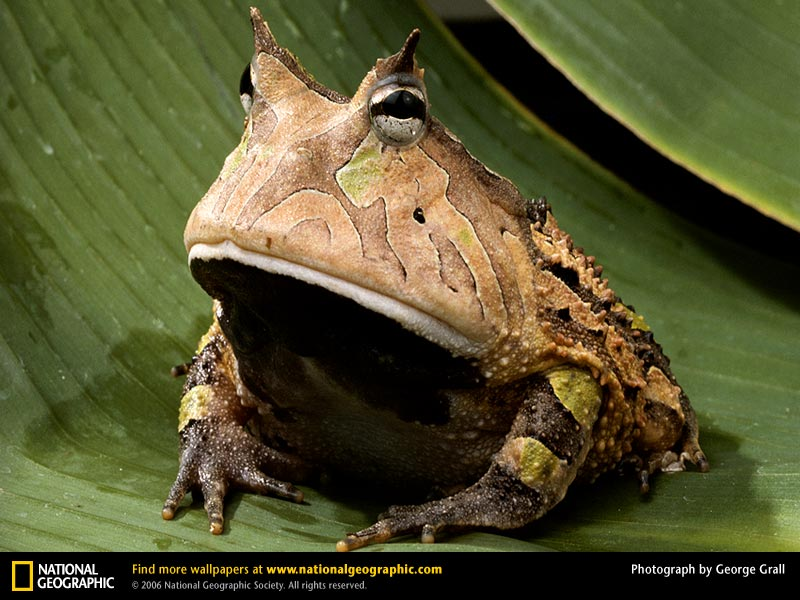 NATIONAL
GEOGRAPHIC
Find more wallpapers at www.nationalgeographic.com
© 2006 National Geographic Society. All rights reserved.
Photograph by George Grall